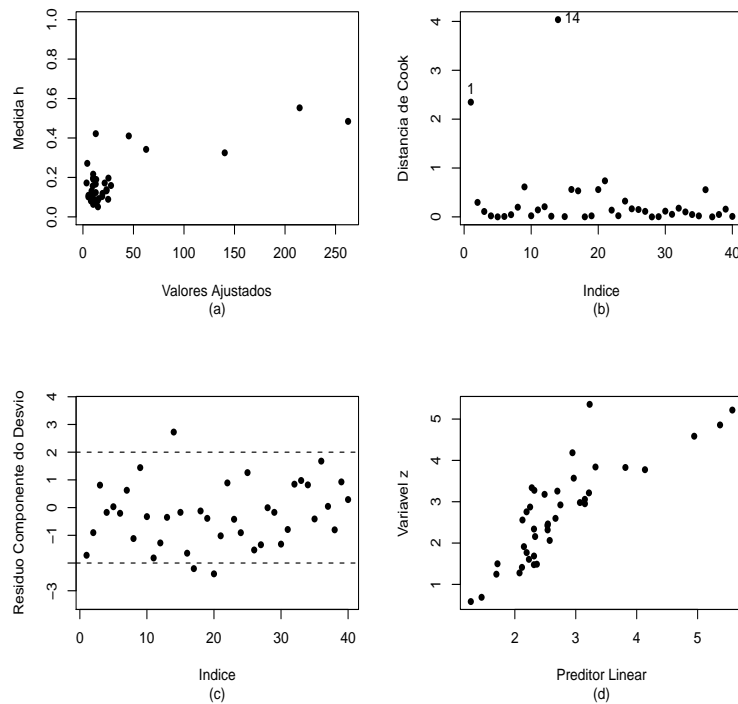 Medida h
1.0
0.8
0.6
0.4
0.2
0.0
0 50 100 150 200 250
Valores Ajustados
(a)
Distancia de Cook
4
3
2
1
0
14
1
0 10 20 30 40
Indice
(b)
Residuo Componente do Desvio
4
3
2
1
0
−1
−3
0 10 20 30 40
Indice
(c)
Variavel z
5
4
3
2
1
2 3 4 5
Preditor Linear
(d)